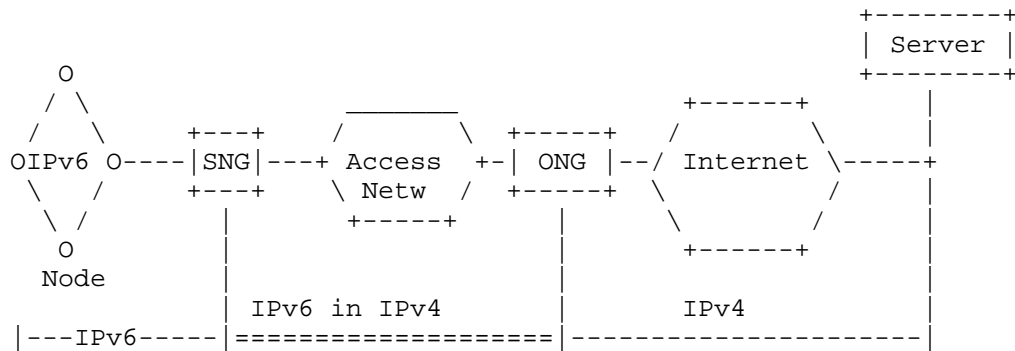 Server
OIPv6 O SNG Access ONG Internet
Netw
Node
IPv6 in IPv4 IPv4
IPv6